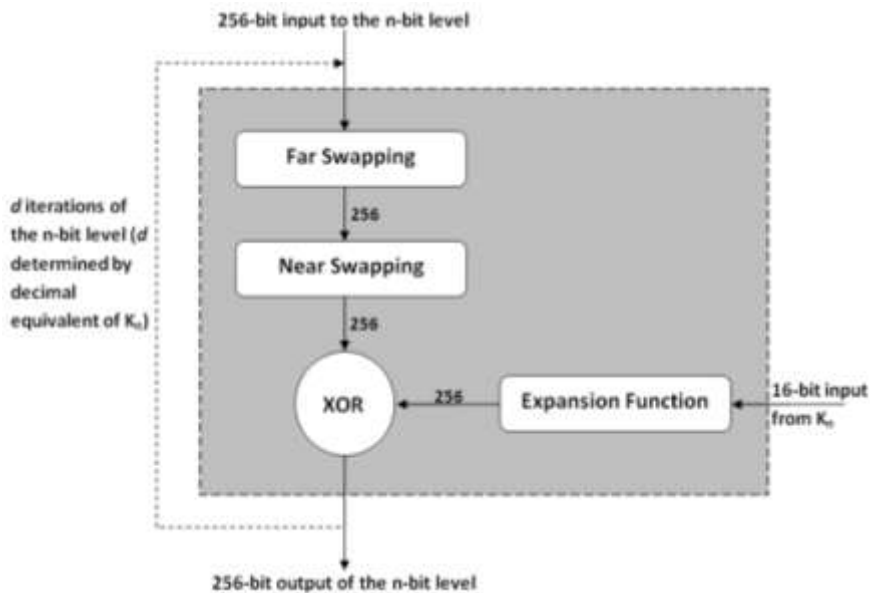 256-bit input to the n-bit level
Far Swapping
256
d iterations of
the n-bit level (d
determined by
decimal
equivalent of Kn)
Near Swapping
256
XOR
256
Expansion Function
16-bit input
from Kn
256-bit output of the n-bit level